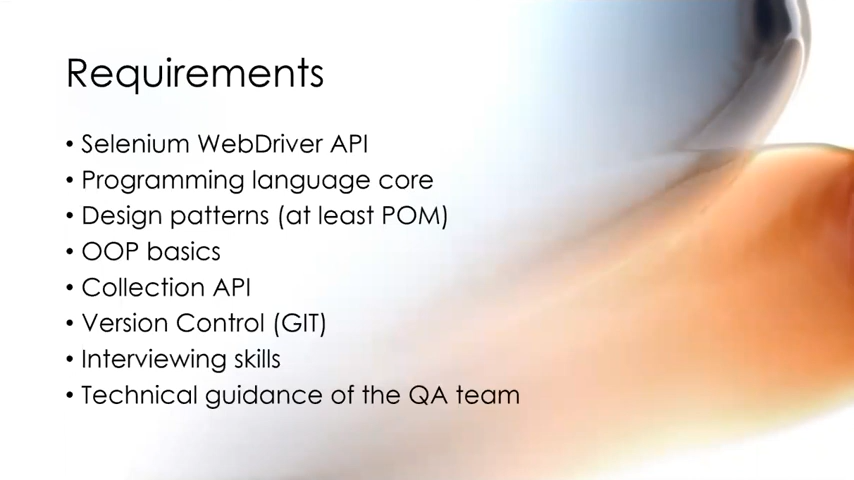 Requirements
• Selenium WebDriver API
• Programming language core
• Design patterns (at least POM)
• OOP basics
• Collection API
• Version Control (GIT)
• Interviewing skills
• Technical guidance of the QA team